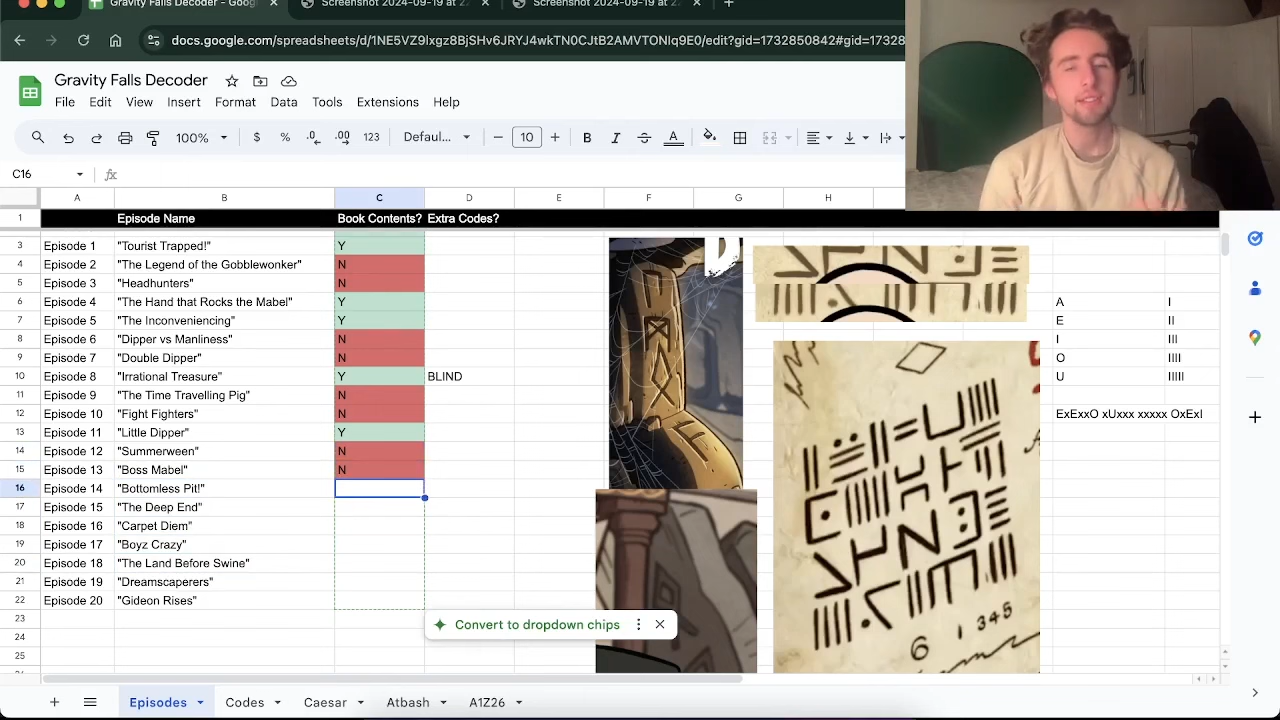 Gravity Falls Decoder - Goog
Screenshot 2024-09-19 at 2
Screenshot 2024-09-19 at 2
docs.google.com/spreadsheets/d/1NE5VZ9lxgz8BjSHv6JRYJ4wkTN0CJtB2AMVTONIq9E0/edit?gid=1732850842#gid=17328
Gravity Falls Decoder
File Edit View Insert Format Data Tools Extensions Help
100% $ % .0 .00 123 Defaul... 10 B I A
C16 fx
A B C D E F G H
1 Episode Name Book Contents? Extra Codes?
3 Episode 1 "Tourist Trapped!" Y
4 Episode 2 "The Legend of the Gobblewonker" N
5 Episode 3 "Headhunters" N
6 Episode 4 "The Hand that Rocks the Mabel" Y A I
7 Episode 5 "The Inconveniencing" Y E II
8 Episode 6 "Dipper vs Manliness" N I III
9 Episode 7 "Double Dipper" N O IIII
10 Episode 8 "Irrational Treasure" Y BLIND U IIIII
11 Episode 9 "The Time Travelling Pig" N
12 Episode 10 "Fight Fighters" N ExExxO xUxxx xxxxx OxExI
13 Episode 11 "Little Dipper" Y
14 Episode 12 "Summerween" N
15 Episode 13 "Boss Mabel" N
16 Episode 14 "Bottomless Pit!"
17 Episode 15 "The Deep End"
18 Episode 16 "Carpet Diem"
19 Episode 17 "Boyz Crazy"
20 Episode 18 "The Land Before Swine"
21 Episode 19 "Dreamscaperers"
22 Episode 20 "Gideon Rises"
23
24
25
Convert to dropdown chips
6 1 345
Episodes Codes Caesar Atbash A1Z26